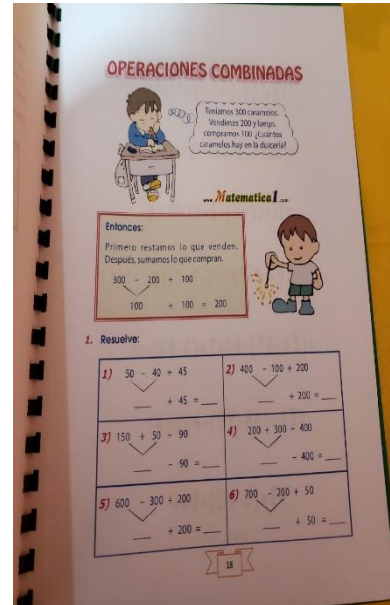 OPERACIONES COMBINADAS
Teníamos 300 caramelos.
Vendimos 200 y luego,
compramos 100 ¿Cuántos
caramelos hay en la dulcería?
www.Matematica1.com
Entonces:
Primero restamos lo que venden.
Después, sumamos lo que compran.
300 - 200 + 100
100 + 100 = 200
1. Resuelve:
1) 50 - 40 + 45
___ + 45 = ___
2) 400 - 100 + 200
___ + 200 = ___
3) 150 + 50 - 90
___ - 90 = ___
4) 200 + 300 - 400
___ - 400 = ___
5) 600 - 300 + 200
___ + 200 = ___
6) 700 - 200 + 50
___ + 50 = ___
18